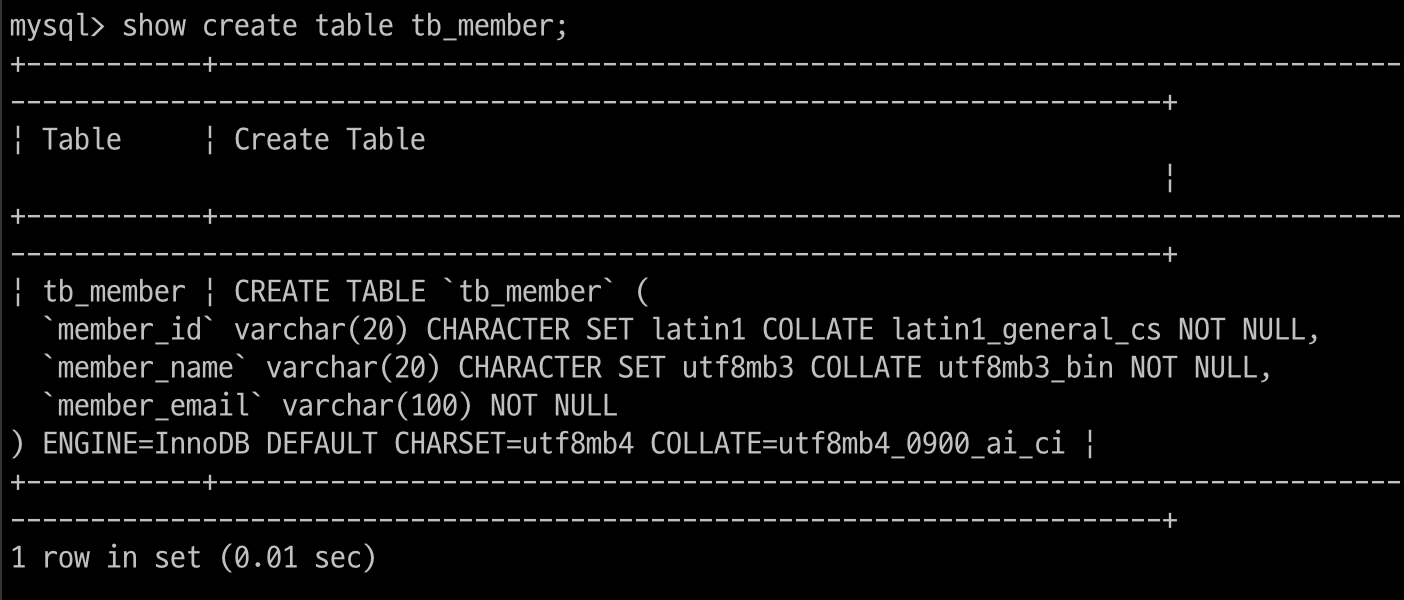 mysql> show create table tb_member;
+-----------+--------------------------------------------------------------------------
------------------------------------------------------------------------+
¦ Table     ¦ Create Table
                                                                        ¦
+-----------+--------------------------------------------------------------------------
------------------------------------------------------------------------+
¦ tb_member ¦ CREATE TABLE `tb_member` (
  `member_id` varchar(20) CHARACTER SET latin1 COLLATE latin1_general_cs NOT NULL,
  `member_name` varchar(20) CHARACTER SET utf8mb3 COLLATE utf8mb3_bin NOT NULL,
  `member_email` varchar(100) NOT NULL
) ENGINE=InnoDB DEFAULT CHARSET=utf8mb4 COLLATE=utf8mb4_0900_ai_ci ¦
+-----------+--------------------------------------------------------------------------
------------------------------------------------------------------------+
1 row in set (0.01 sec)